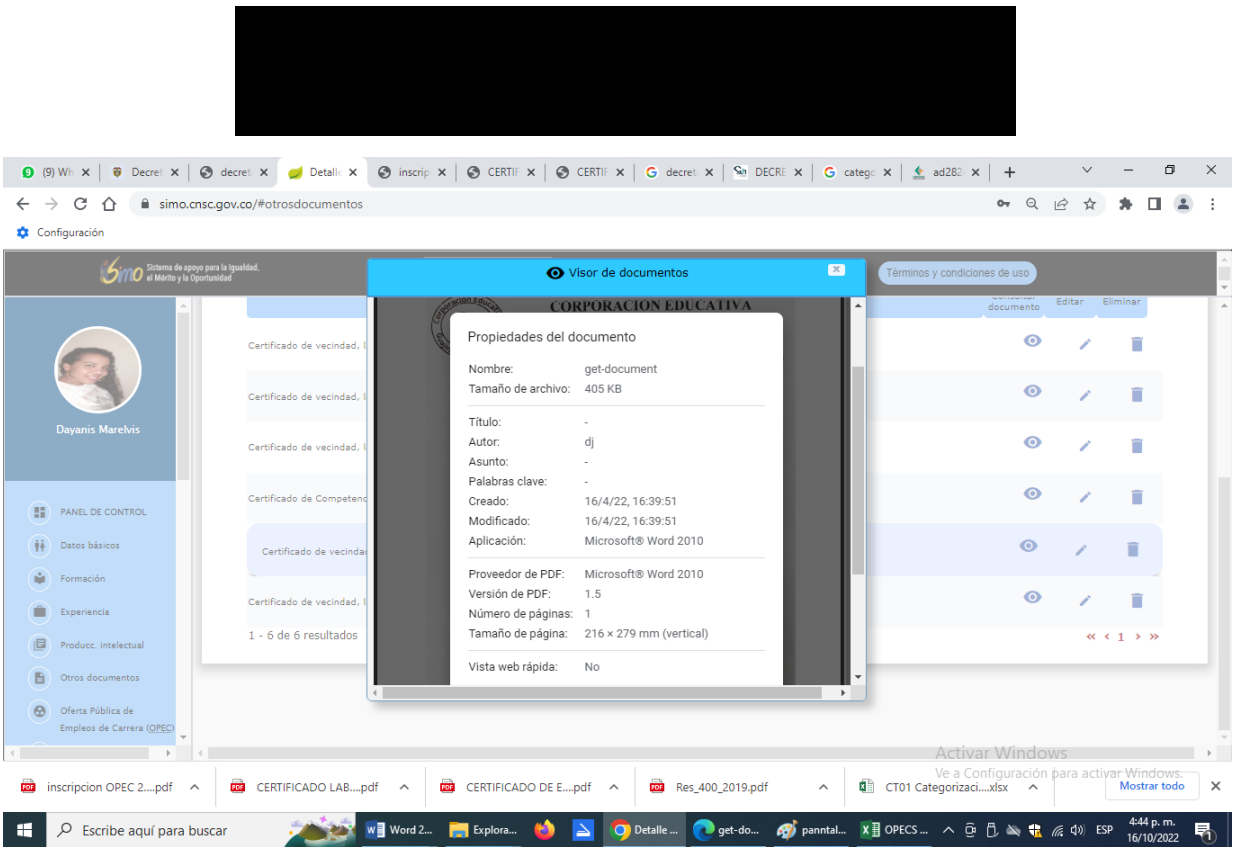 (9) Wh
Decret
decret
Detalle
inscrip
CERTIF
CERTIF
decret
DECRE
catego
ad282
simo.cnsc.gov.co/#otrosdocumentos
Configuración
Simo Sistema de apoyo para la Igualdad,
el Mérito y la Oportunidad
Visor de documentos
Términos y condiciones de uso
CORPORACION EDUCATIVA
documento Editar Eliminar
Propiedades del documento
Nombre: get-document
Tamaño de archivo: 405 KB
Título: -
Autor: dj
Asunto: -
Palabras clave: -
Creado: 16/4/22, 16:39:51
Modificado: 16/4/22, 16:39:51
Aplicación: Microsoft® Word 2010
Proveedor de PDF: Microsoft® Word 2010
Versión de PDF: 1.5
Número de páginas: 1
Tamaño de página: 216 × 279 mm (vertical)
Vista web rápida: No
Certificado de vecindad, l
Certificado de vecindad, l
Certificado de vecindad, l
Certificado de Competenc
Certificado de vecindad
Certificado de vecindad, l
1 - 6 de 6 resultados
« ‹ 1 › »
Dayanis Marelvis
PANEL DE CONTROL
Datos básicos
Formación
Experiencia
Producc. intelectual
Otros documentos
Oferta Pública de
Empleos de Carrera (OPEC)
Activar Windows
Ve a Configuración para activar Windows.
inscripcion OPEC 2....pdf
CERTIFICADO LAB....pdf
CERTIFICADO DE E....pdf
Res_400_2019.pdf
CT01 Categorizaci....xlsx
Mostrar todo
Escribe aquí para buscar
Word 2...
Explora...
Detalle ...
get-do...
panntal...
OPECS ...
ESP
4:44 p. m.
16/10/2022